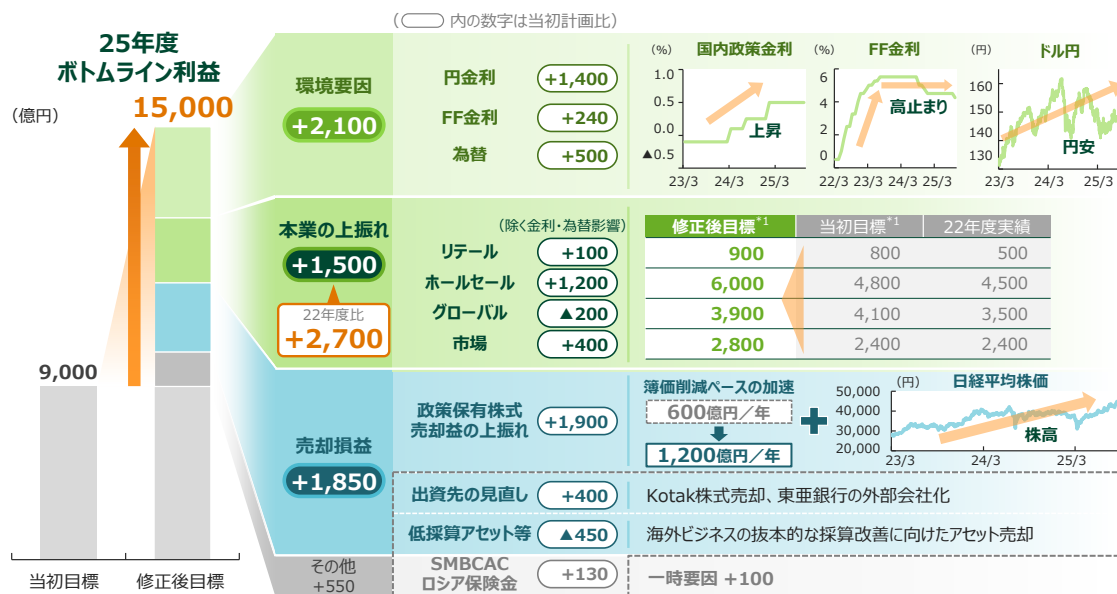 (　　内の数字は当初計画比)
25年度
ボトムライン利益
(億円)
15,000
9,000
当初目標
修正後目標
環境要因
+2,100
円金利
+1,400
FF金利
+240
為替
+500
(%)
国内政策金利
1.0
0.5
0.0
▲
0.5
上昇
23/3
24/3
25/3
(%)
FF金利
6
4
2
0
高止まり
22/3
23/3
24/3
25/3
(円)
ドル円
160
150
140
130
円安
23/3
24/3
25/3
本業の上振れ
+1,500
22年度比
+2,700
(除く金利・為替影響)
リテール
+100
ホールセール
+1,200
グローバル
▲200
市場
+400
修正後目標*1
当初目標*1
22年度実績
900
800
500
6,000
4,800
4,500
3,900
4,100
3,500
2,800
2,400
2,400
売却損益
+1,850
政策保有株式
売却益の上振れ
+1,900
簿価削減ペースの加速
600億円/年
1,200億円/年
(円)
日経平均株価
50,000
40,000
30,000
20,000
株高
23/3
24/3
25/3
出資先の見直し
+400
Kotak株式売却、東亜銀行の外部会社化
低採算アセット等
▲450
海外ビジネスの抜本的な採算改善に向けたアセット売却
その他
+550
SMBCAC
ロシア保険金
+130
一時要因 +100